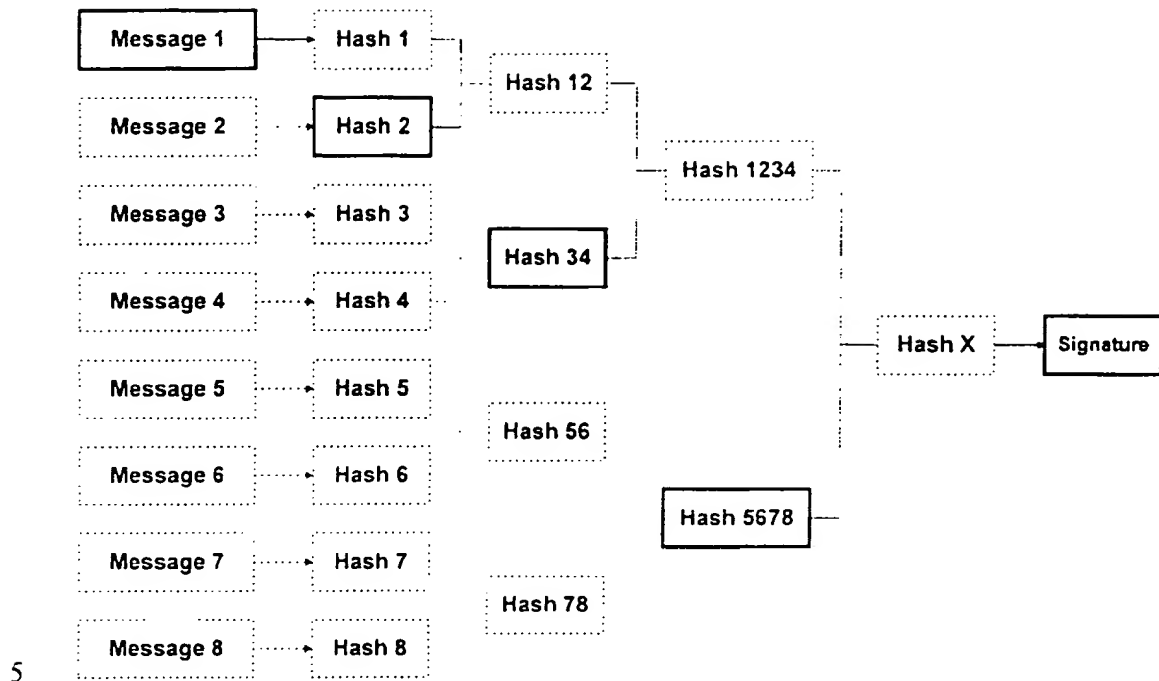 Message 1
Hash 1
Hash 12
Message 2
Hash 2
Hash 1234
Message 3
Hash 3
Hash 34
Message 4
Hash 4
Hash X
Signature
Message 5
Hash 5
Hash 56
Message 6
Hash 6
Hash 5678
Message 7
Hash 7
Hash 78
Message 8
Hash 8
5